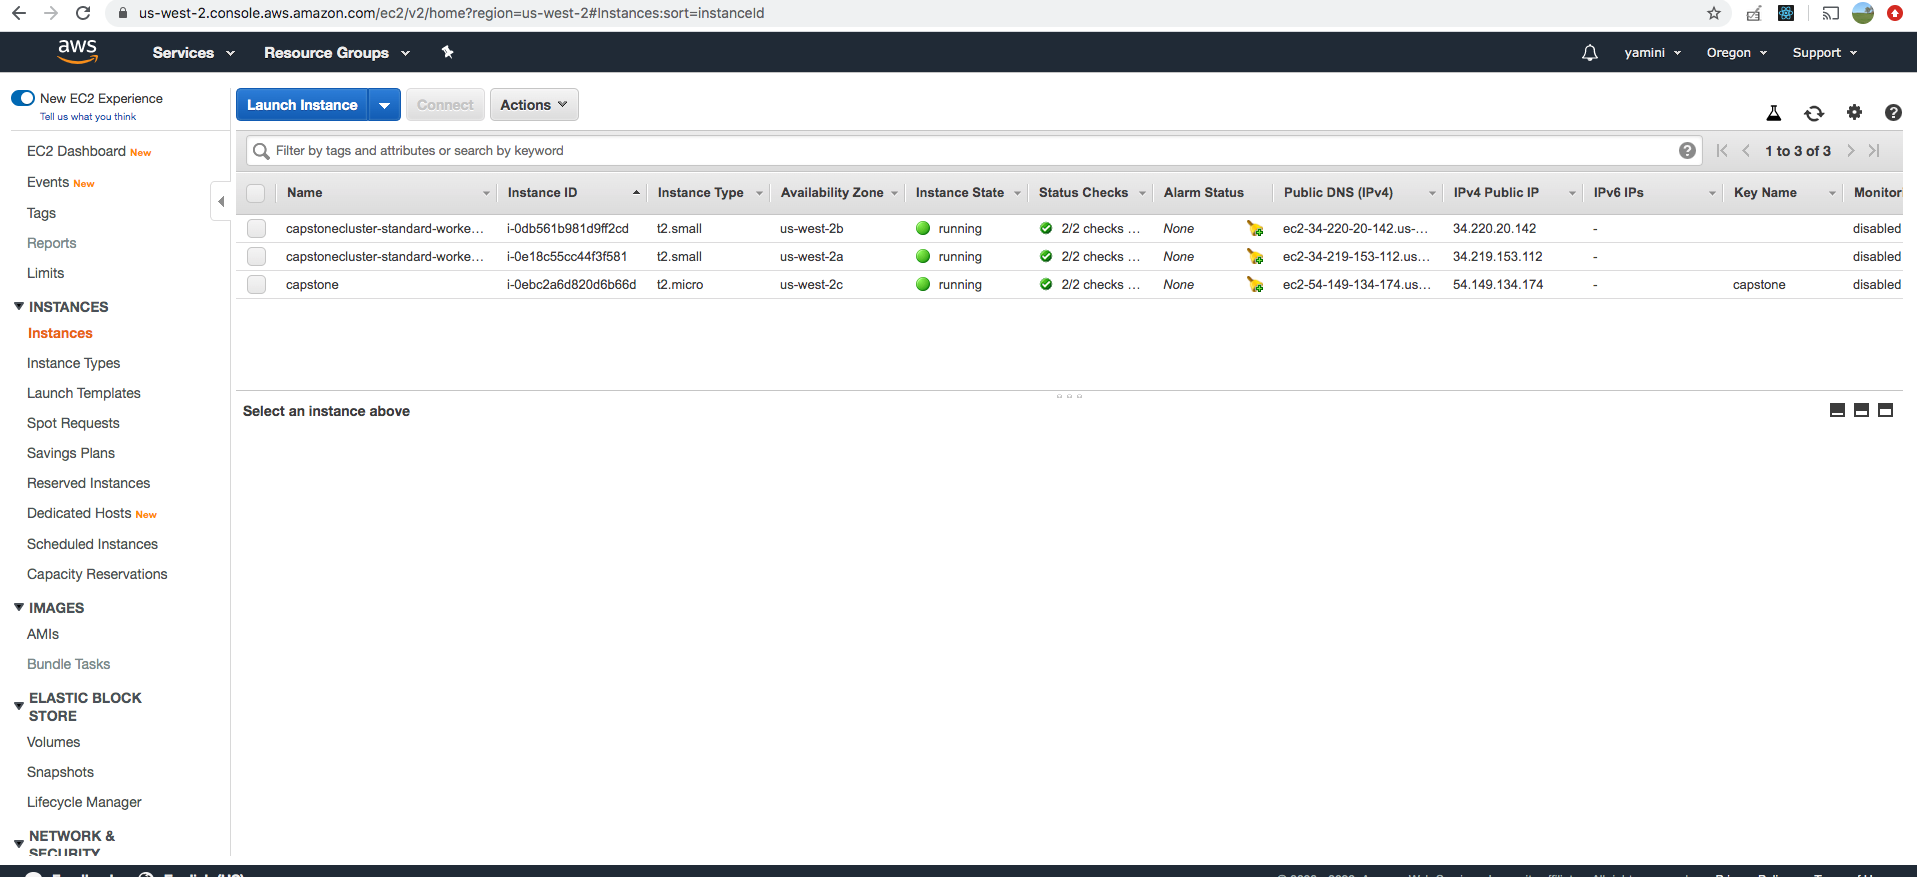 us-west-2.console.aws.amazon.com/ec2/v2/home?region=us-west-2#Instances:sort=instanceId
aws Services Resource Groups yamini Oregon Support
New EC2 Experience
Tell us what you think
EC2 Dashboard New
Events New
Tags
Reports
Limits
INSTANCES
Instances
Instance Types
Launch Templates
Spot Requests
Savings Plans
Reserved Instances
Dedicated Hosts New
Scheduled Instances
Capacity Reservations
IMAGES
AMIs
Bundle Tasks
ELASTIC BLOCK
STORE
Volumes
Snapshots
Lifecycle Manager
NETWORK &
SECURITY
Launch Instance Connect Actions
Filter by tags and attributes or search by keyword 1 to 3 of 3
Name Instance ID Instance Type Availability Zone Instance State Status Checks Alarm Status Public DNS (IPv4) IPv4 Public IP IPv6 IPs Key Name Monitor
capstonecluster-standard-worke... i-0db561b981d9ff2cd t2.small us-west-2b running 2/2 checks ... None ec2-34-220-20-142.us-... 34.220.20.142 - disabled
capstonecluster-standard-worke... i-0e18c55cc44f3f581 t2.small us-west-2a running 2/2 checks ... None ec2-34-219-153-112.us... 34.219.153.112 - disabled
capstone i-0ebc2a6d820d6b66d t2.micro us-west-2c running 2/2 checks ... None ec2-54-149-134-174.us... 54.149.134.174 - capstone disabled
Select an instance above